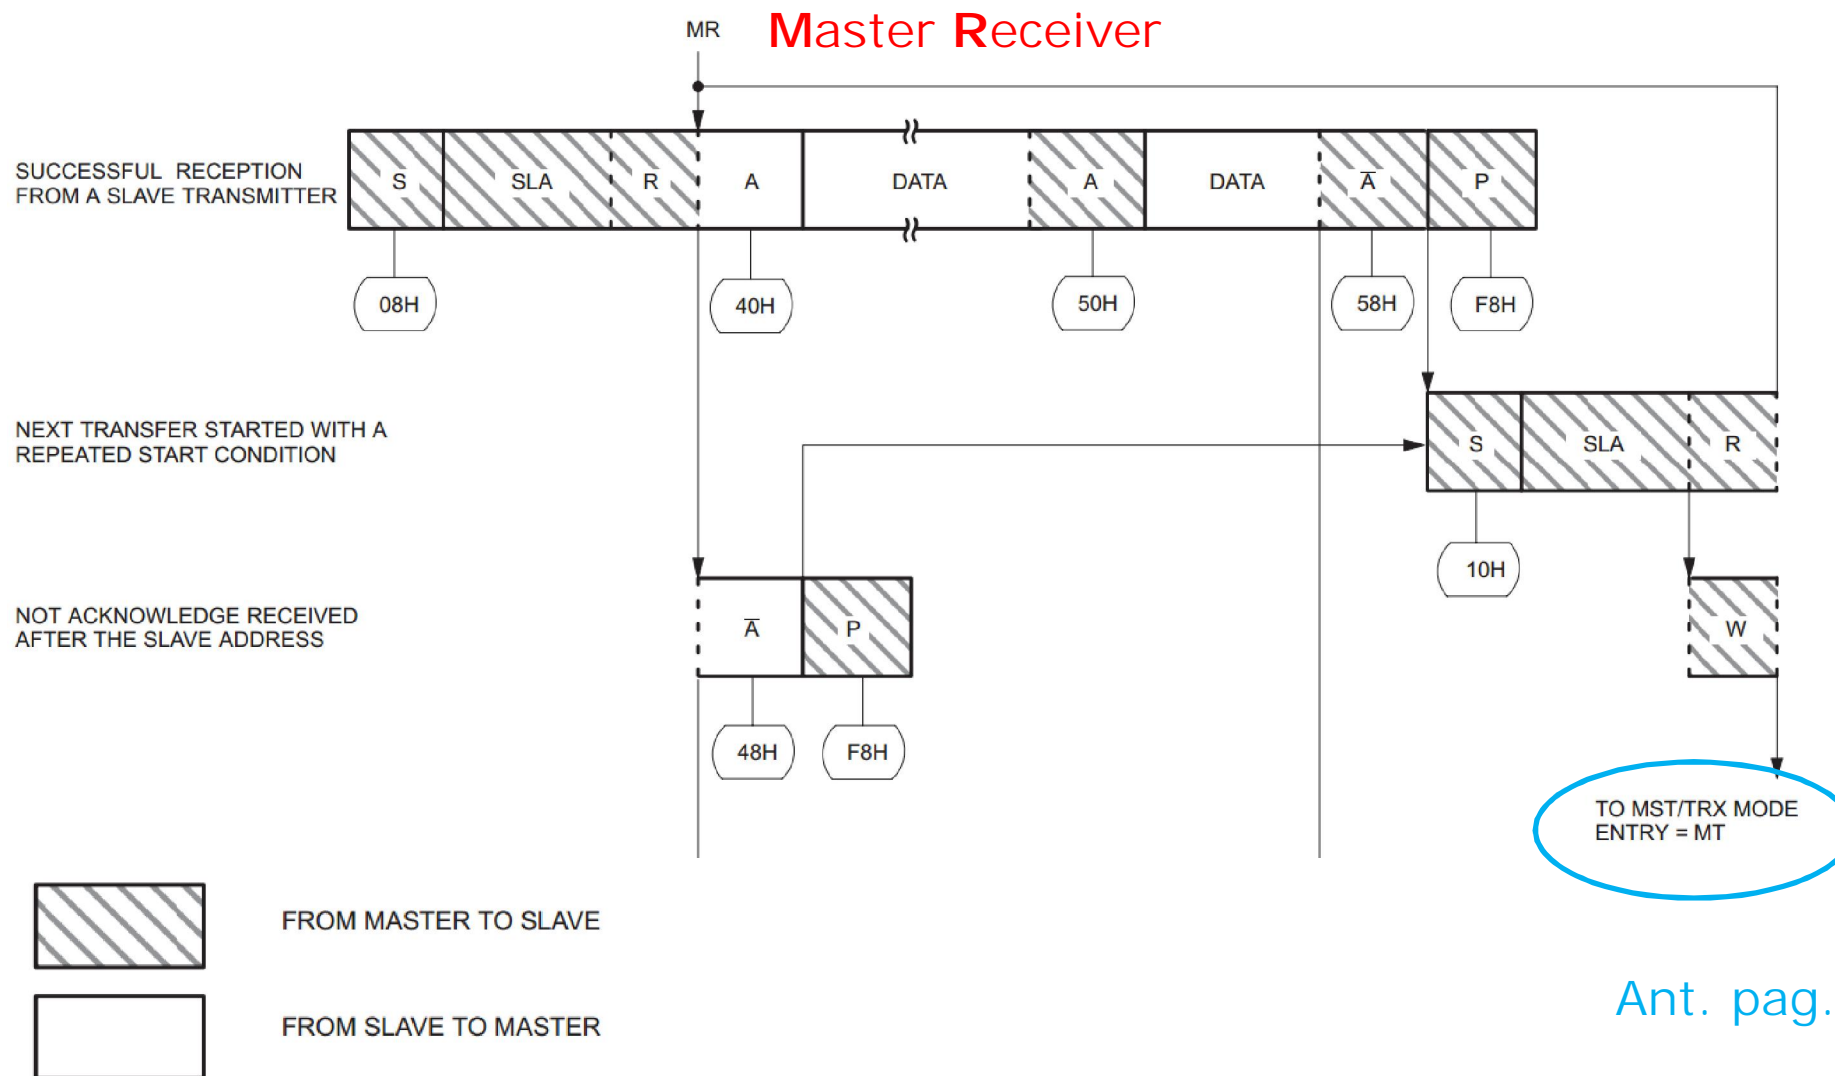 MR
Master Receiver
SUCCESSFUL RECEPTION
FROM A SLAVE TRANSMITTER
S SLA R A DATA A DATA A̅ P
08H 40H 50H 58H F8H
NEXT TRANSFER STARTED WITH A
REPEATED START CONDITION
S SLA R
10H
NOT ACKNOWLEDGE RECEIVED
AFTER THE SLAVE ADDRESS
A̅ P W
48H F8H
TO MST/TRX MODE
ENTRY = MT
FROM MASTER TO SLAVE
Ant. pag.
FROM SLAVE TO MASTER